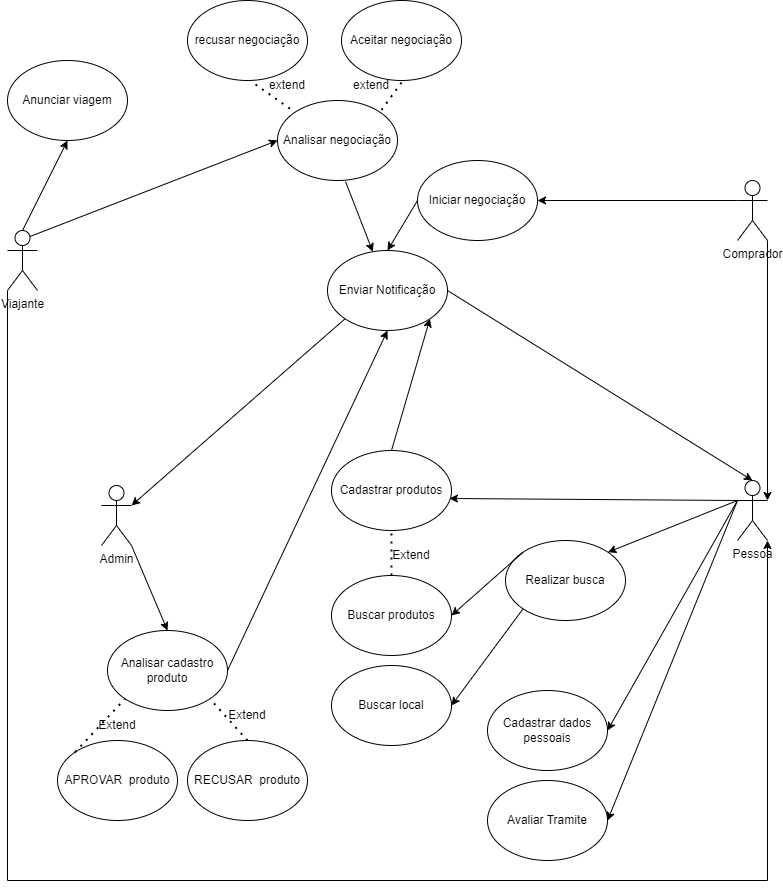 recusar negociação
Aceitar negociação
extend
extend
Anunciar viagem
Analisar negociação
Iniciar negociação
Comprador
Viajante
Enviar Notificação
Cadastrar produtos
Admin
Pessoa
Extend
Realizar busca
Buscar produtos
Analisar cadastro
produto
Buscar local
Extend
Extend
Cadastrar dados
pessoais
APROVAR produto
RECUSAR produto
Avaliar Tramite